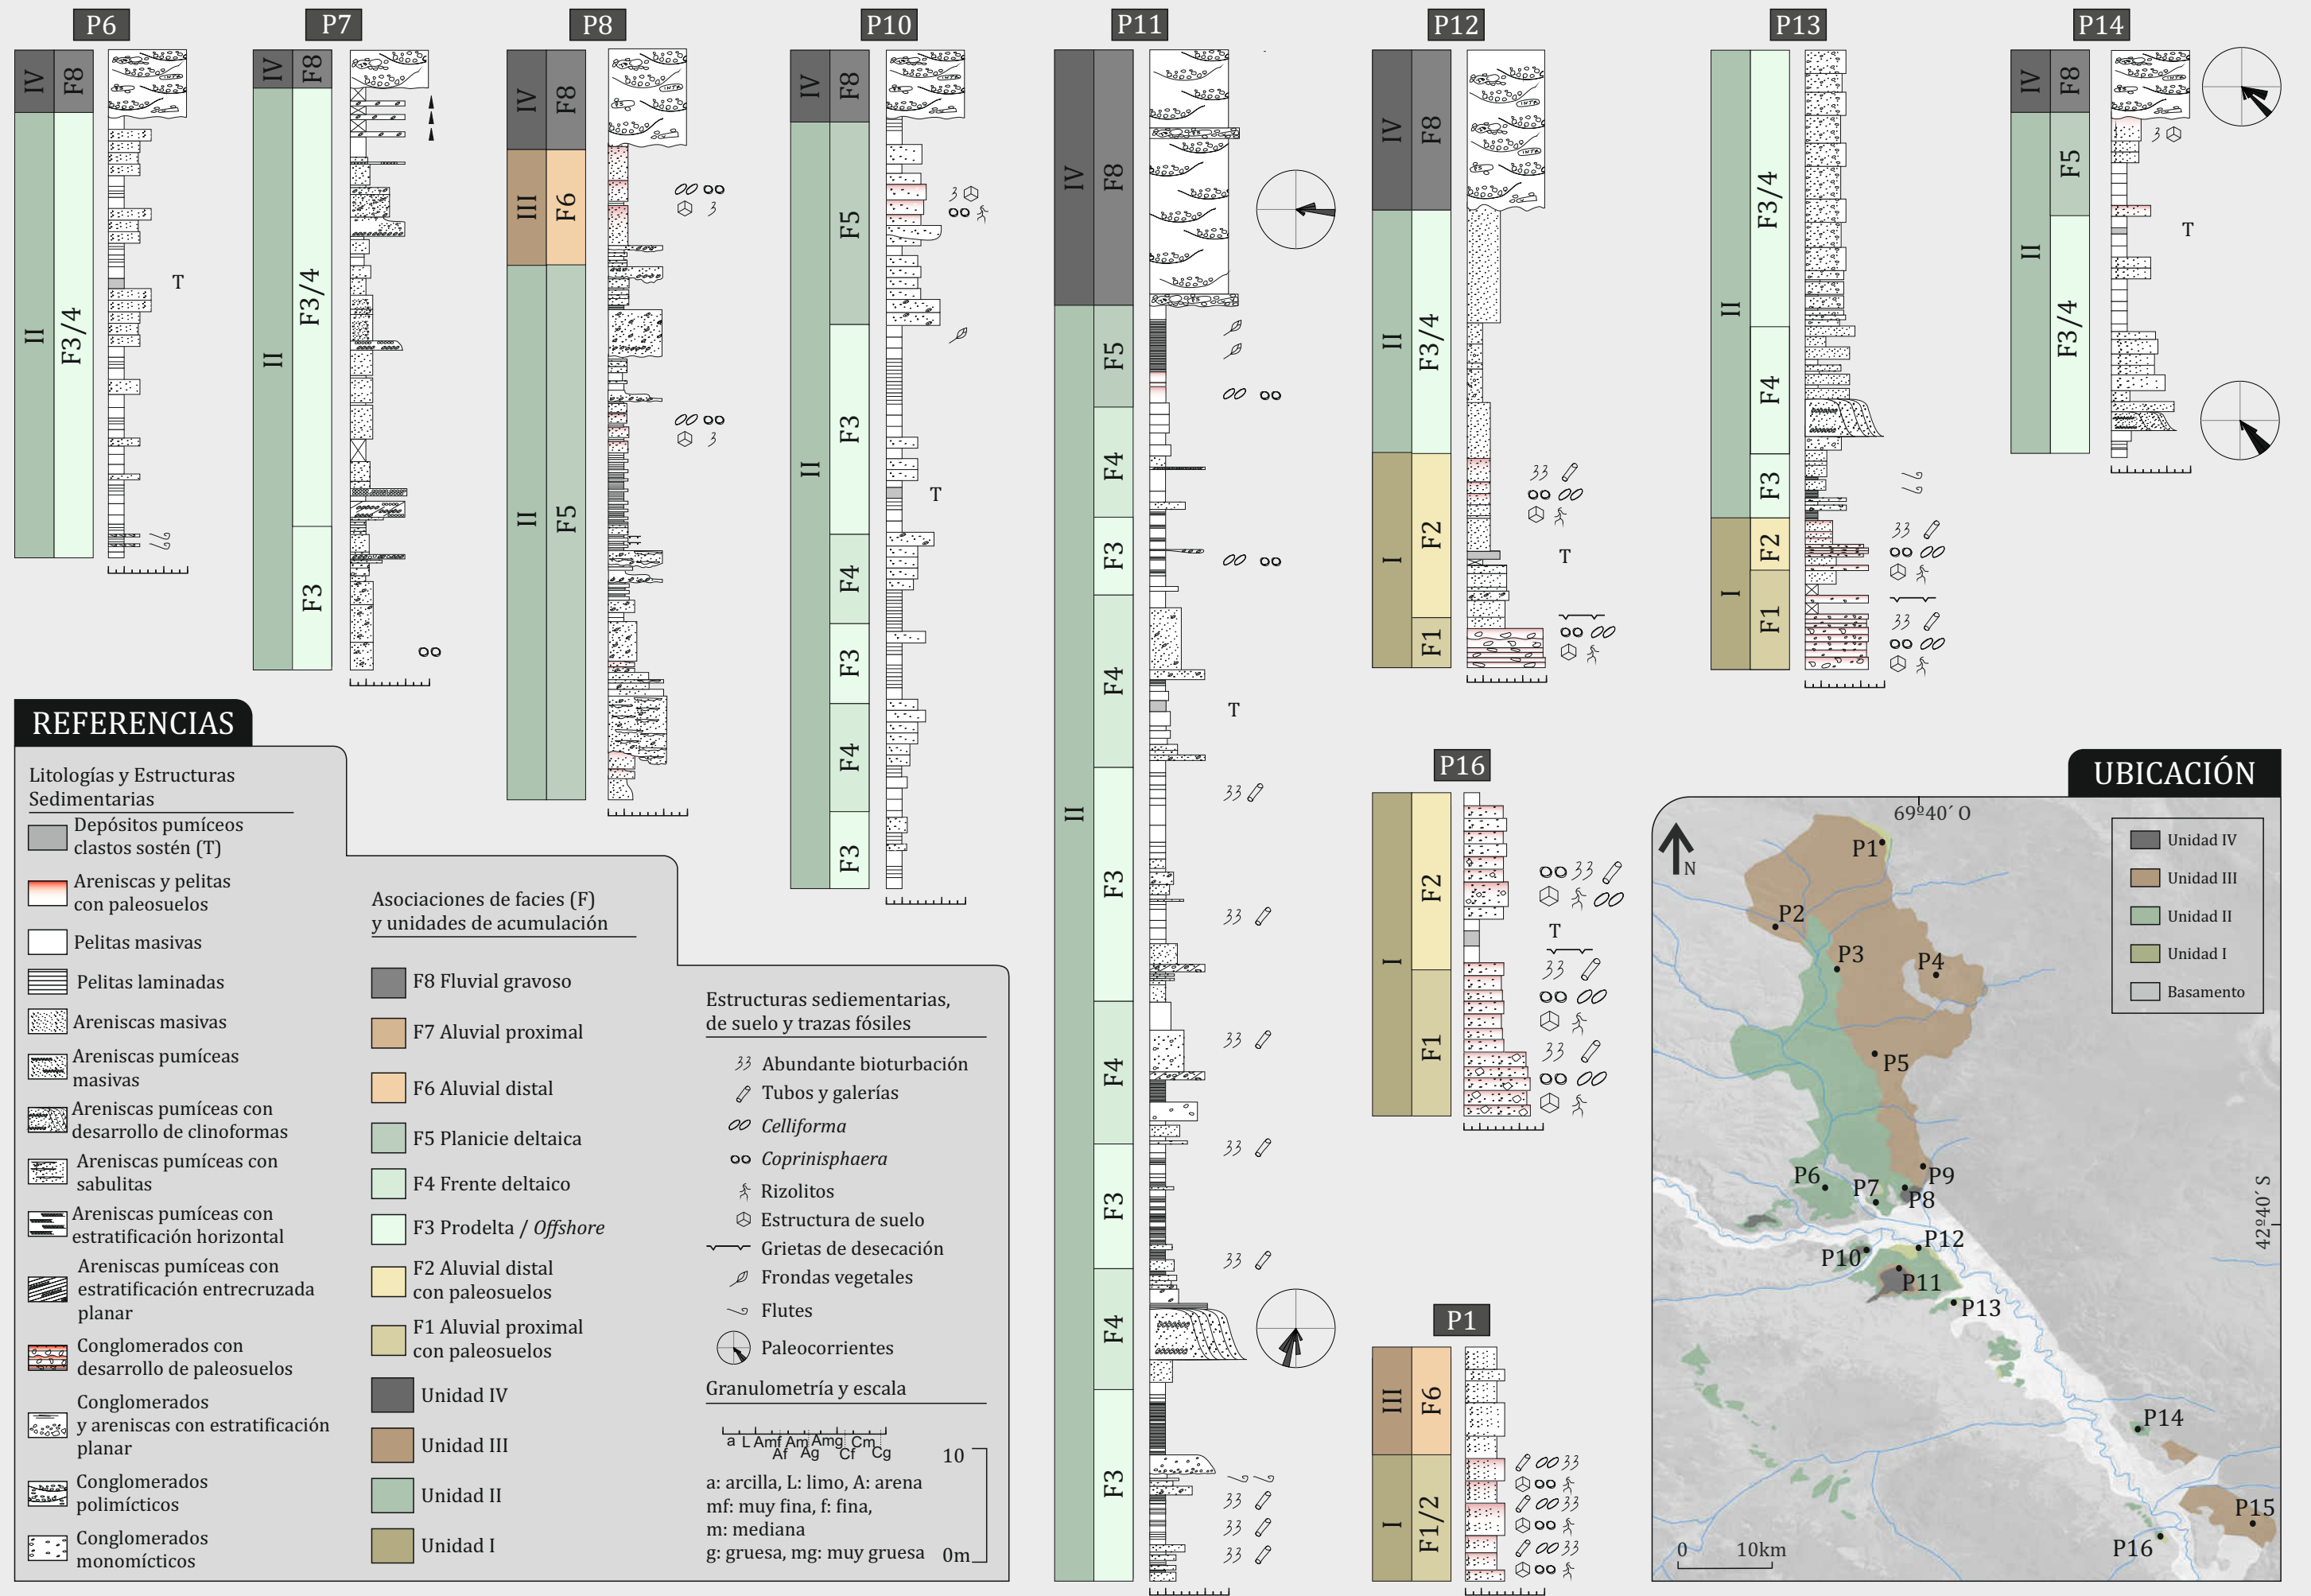 P6
IV
F8
II
F3/4
T
P7
IV
F8
II
F3/4
F3
P8
IV
F8
III
F6
II
F5
P10
IV
F8
II
F5
F3
F4
F3
F4
F3
T
P11
IV
F8
II
F5
F4
F3
F4
F3
F4
F3
F4
F3
T
P12
IV
F8
II
F3/4
I
F2
F1
T
P13
II
F3/4
F4
F3
I
F2
F1
P14
IV
F8
II
F5
F3/4
T
P16
I
F2
F1
T
P1
III
F6
I
F1/2
REFERENCIAS
Litologías y Estructuras
Sedimentarias
Depósitos pumíceos
clastos sostén (T)
Areniscas y pelitas
con paleosuelos
Pelitas masivas
Pelitas laminadas
Areniscas masivas
Areniscas pumíceas
masivas
Areniscas pumíceas con
desarrollo de clinoformas
Areniscas pumíceas con
sabulitas
Areniscas pumíceas con
estratificación horizontal
Areniscas pumíceas con
estratificación entrecruzada
planar
Conglomerados con
desarrollo de paleosuelos
Conglomerados
y areniscas con estratificación
planar
Conglomerados
polimícticos
Conglomerados
monomícticos
Asociaciones de facies (F)
y unidades de acumulación
F8 Fluvial gravoso
F7 Aluvial proximal
F6 Aluvial distal
F5 Planicie deltaica
F4 Frente deltaico
F3 Prodelta / Offshore
F2 Aluvial distal
con paleosuelos
F1 Aluvial proximal
con paleosuelos
Unidad IV
Unidad III
Unidad II
Unidad I
Estructuras sediementarias,
de suelo y trazas fósiles
Abundante bioturbación
Tubos y galerías
Celliforma
Coprinisphaera
Rizolitos
Estructura de suelo
Grietas de desecación
Frondas vegetales
Flutes
Paleocorrientes
Granulometría y escala
a L Amf Am Amg Cm
Af Ag Cf Cg
10
0m
a: arcilla, L: limo, A: arena
mf: muy fina, f: fina,
m: mediana
g: gruesa, mg: muy gruesa
UBICACIÓN
69º40´ O
42º40´ S
N
Unidad IV
Unidad III
Unidad II
Unidad I
Basamento
P1
P2
P3
P4
P5
P6
P7
P9
P8
P12
P10
P11
P13
P14
P15
P16
0 10km